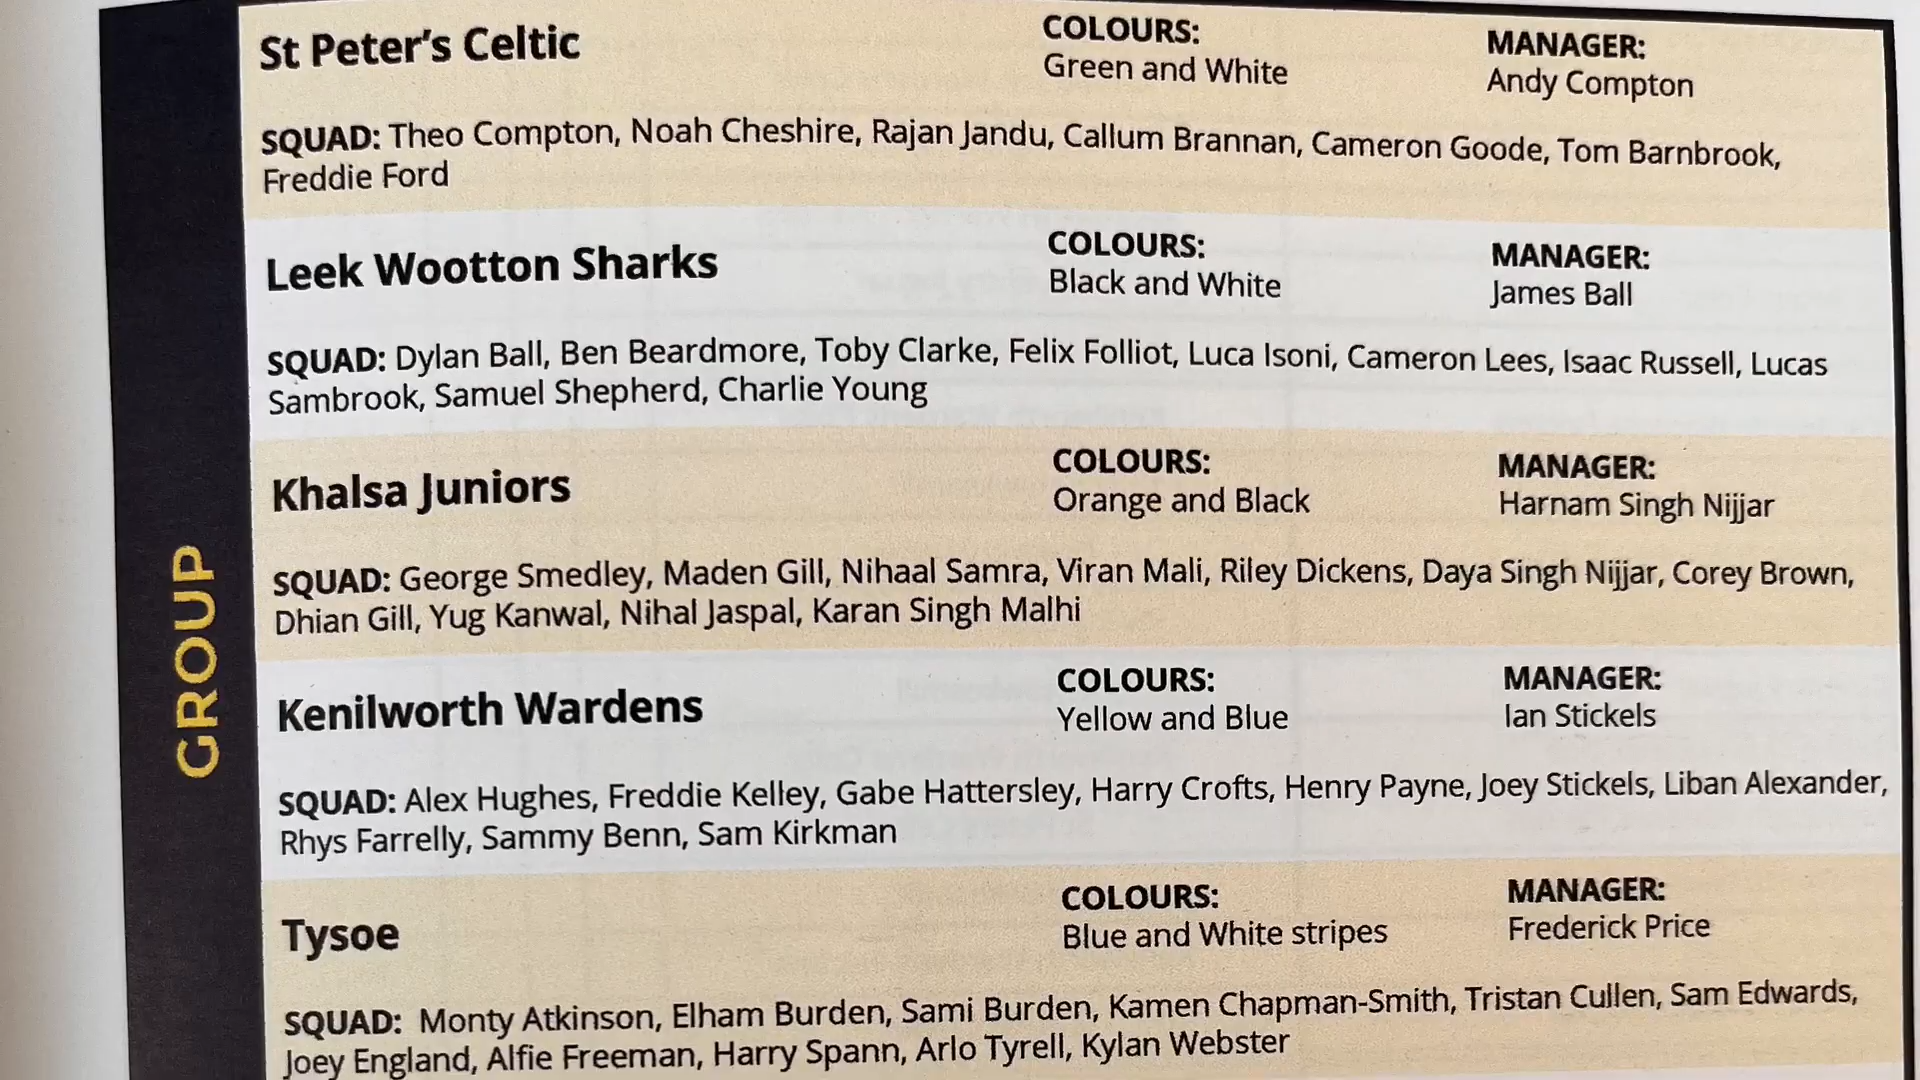 St Peter's Celtic
COLOURS:
Green and White
MANAGER:
Andy Compton
SQUAD: Theo Compton, Noah Cheshire, Rajan Jandu, Callum Brannan, Cameron Goode, Tom Barnbrook,
Freddie Ford
Leek Wootton Sharks
COLOURS:
Black and White
MANAGER:
James Ball
SQUAD: Dylan Ball, Ben Beardmore, Toby Clarke, Felix Folliot, Luca Isoni, Cameron Lees, Isaac Russell, Lucas
Sambrook, Samuel Shepherd, Charlie Young
Khalsa Juniors
COLOURS:
Orange and Black
MANAGER:
Harnam Singh Nijjar
SQUAD: George Smedley, Maden Gill, Nihaal Samra, Viran Mali, Riley Dickens, Daya Singh Nijjar, Corey Brown,
Dhian Gill, Yug Kanwal, Nihal Jaspal, Karan Singh Malhi
GROUP
Kenilworth Wardens
COLOURS:
Yellow and Blue
MANAGER:
Ian Stickels
SQUAD: Alex Hughes, Freddie Kelley, Gabe Hattersley, Harry Crofts, Henry Payne, Joey Stickels, Liban Alexander,
Rhys Farrelly, Sammy Benn, Sam Kirkman
Tysoe
COLOURS:
Blue and White stripes
MANAGER:
Frederick Price
SQUAD: Monty Atkinson, Elham Burden, Sami Burden, Kamen Chapman-Smith, Tristan Cullen, Sam Edwards,
Joey England, Alfie Freeman, Harry Spann, Arlo Tyrell, Kylan Webster